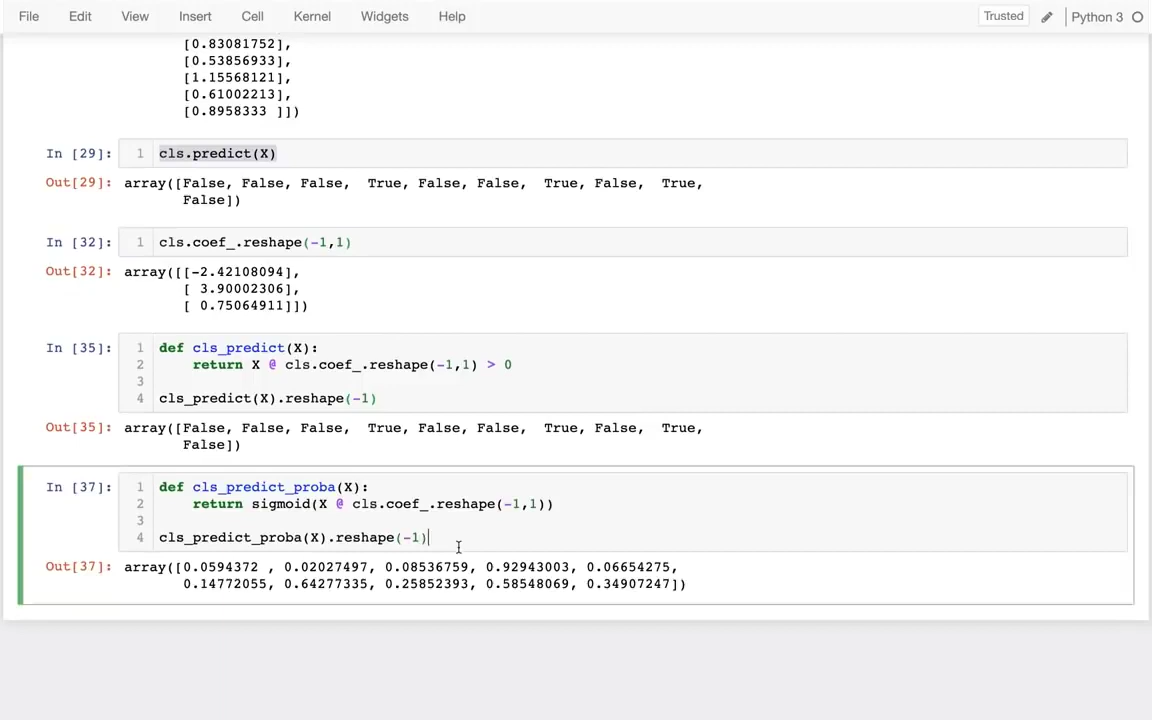 File Edit View Insert Cell Kernel Widgets Help Trusted Python 3
[0.83081752],
[0.53856933],
[1.15568121],
[0.61002213],
[0.8958333 ]])
In [29]: 1 cls.predict(X)
Out[29]: array([False, False, False,  True, False, False,  True, False,  True,
False])
In [32]: 1 cls.coef_.reshape(-1,1)
Out[32]: array([[-2.42108094],
[ 3.90002306],
[ 0.75064911]])
In [35]: 1 def cls_predict(X):
2 return X @ cls.coef_.reshape(-1,1) > 0
3
4 cls_predict(X).reshape(-1)
Out[35]: array([False, False, False,  True, False, False,  True, False,  True,
False])
In [37]: 1 def cls_predict_proba(X):
2 return sigmoid(X @ cls.coef_.reshape(-1,1))
3
4 cls_predict_proba(X).reshape(-1)
Out[37]: array([0.0594372 , 0.02027497, 0.08536759, 0.92943003, 0.06654275,
0.14772055, 0.64277335, 0.25852393, 0.58548069, 0.34907247])